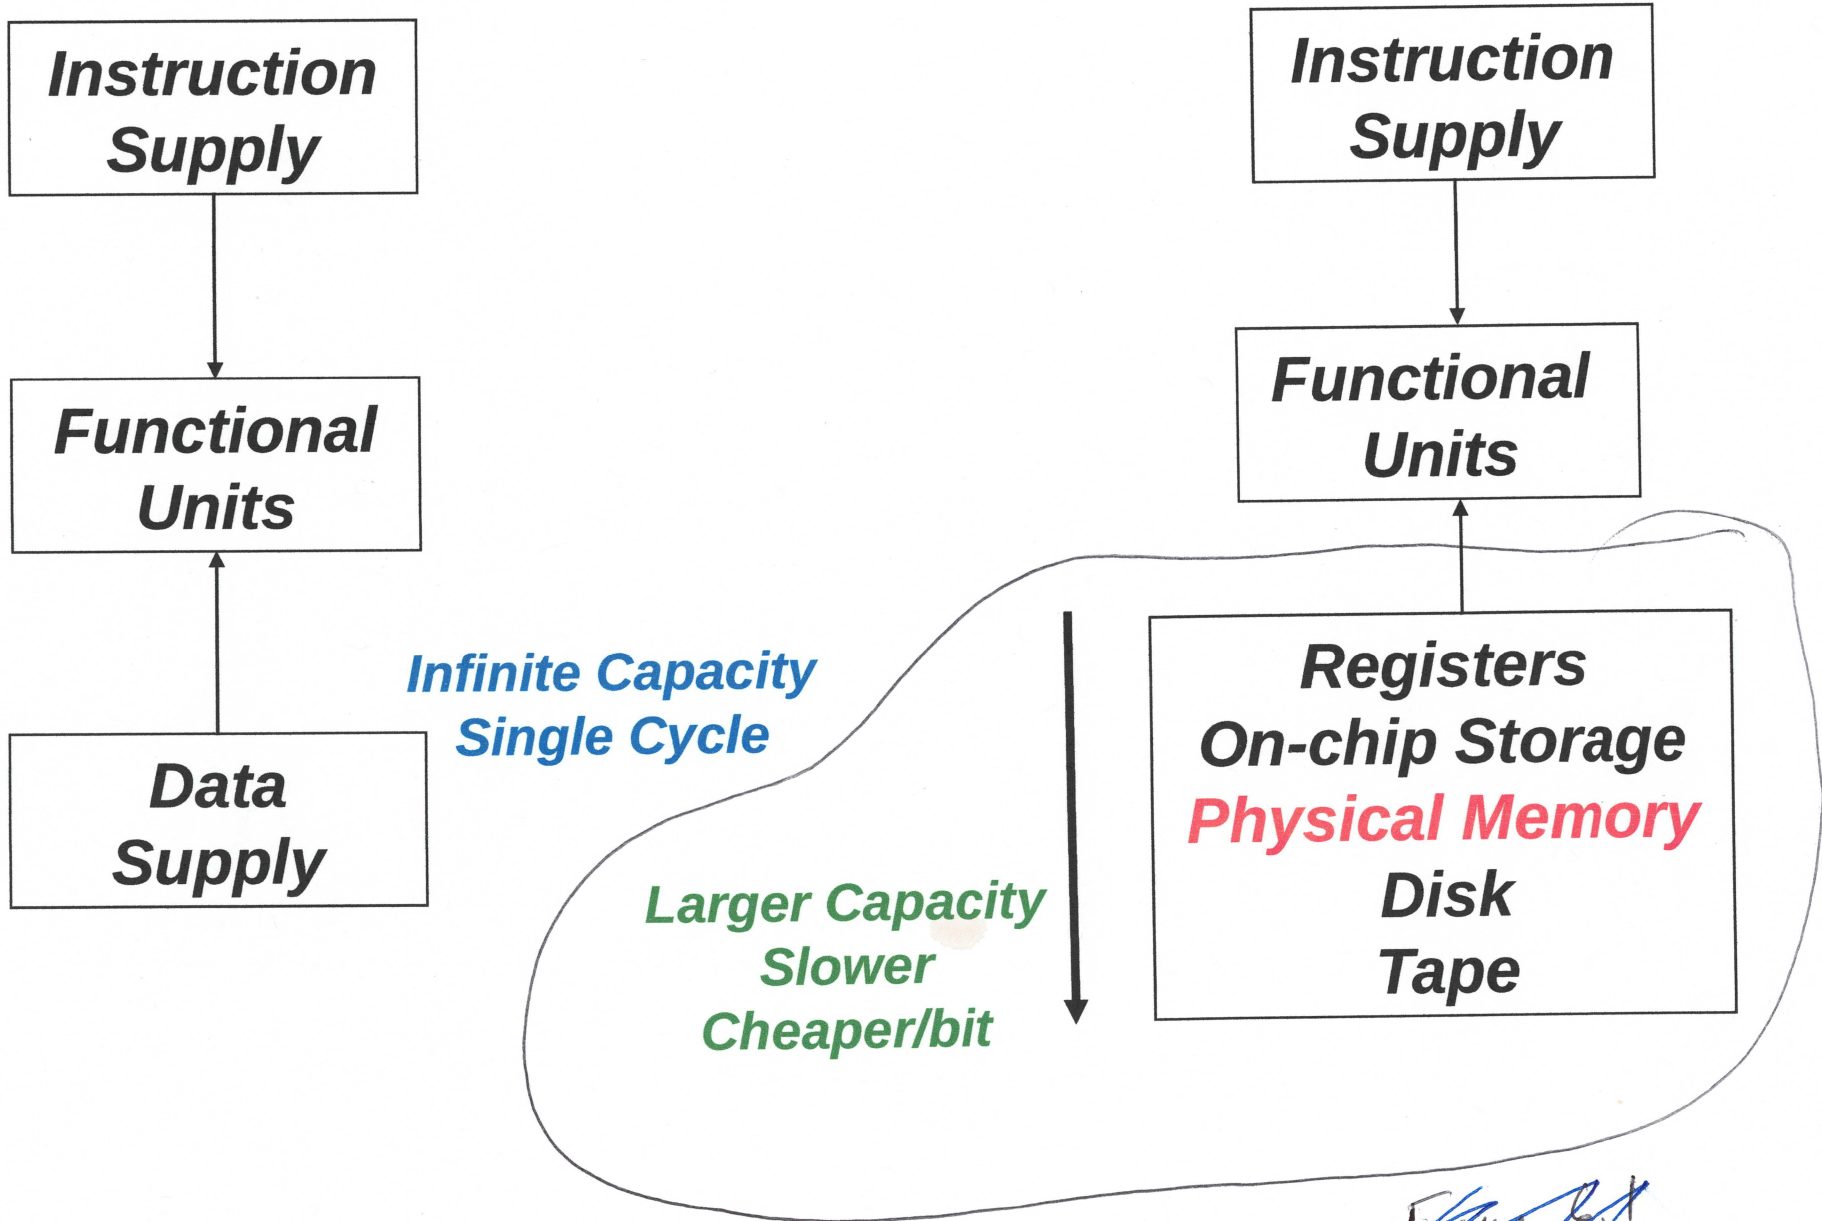 Instruction
Supply
Functional
Units
Data
Supply
Infinite Capacity
Single Cycle
Larger Capacity
Slower
Cheaper/bit
Instruction
Supply
Functional
Units
Registers
On-chip Storage
Physical Memory
Disk
Tape